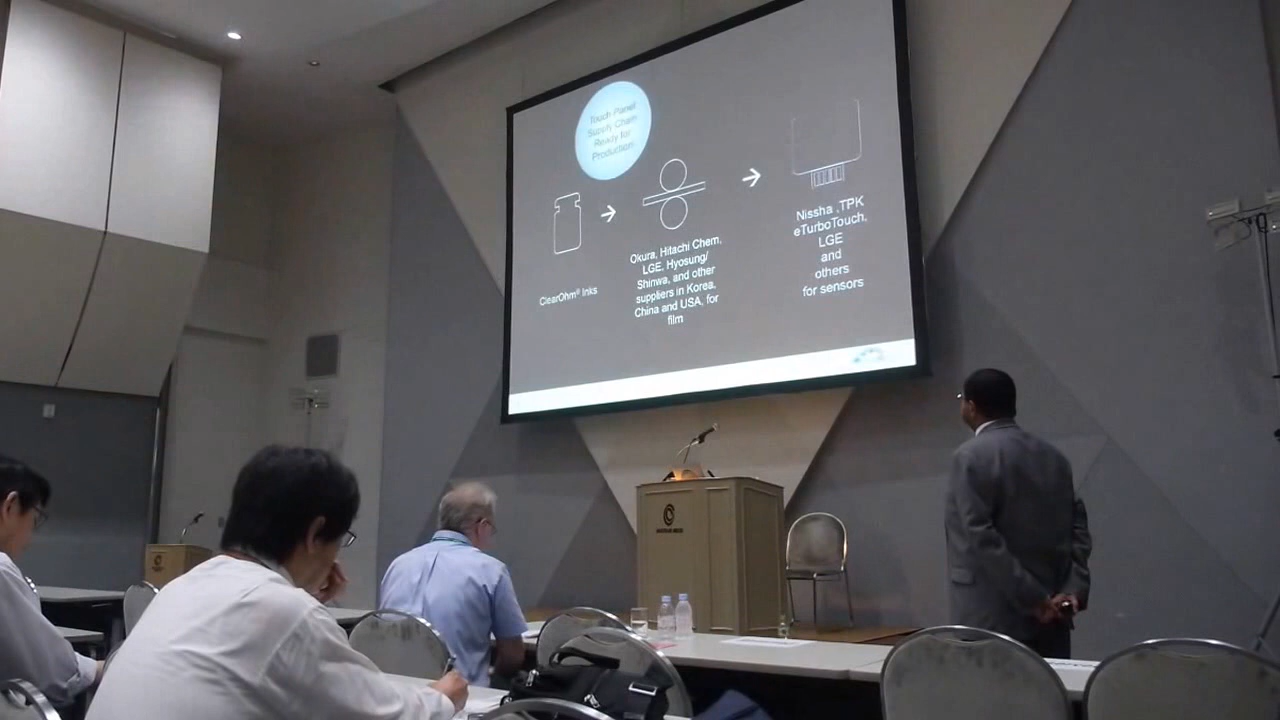 Touch Panel
Supply Chain
Ready for
Production
ClearOhm® Inks
Okura, Hitachi Chem,
LGE, Hyosung/
Shinwa, and other
suppliers in Korea,
China and USA, for
film
Nissha ,TPK
eTurboTouch,
LGE
and
others
for sensors